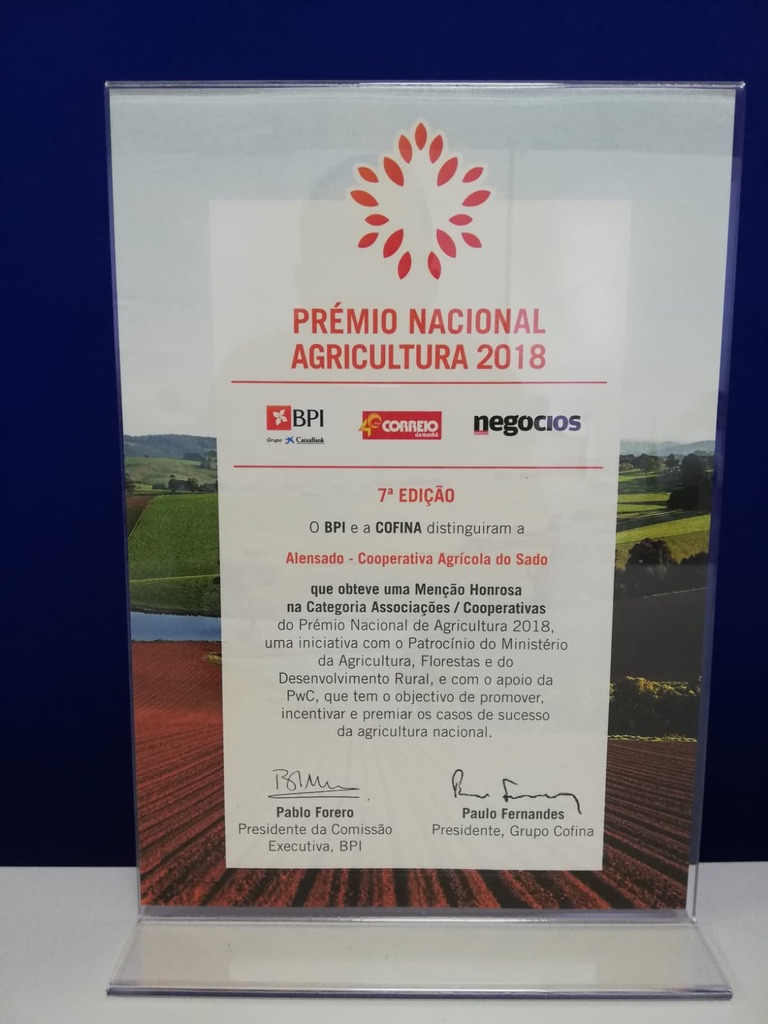 PRÉMIO NACIONAL
AGRICULTURA 2018
BPI
Grupo CaixaBank
CORREIO
da manhã
negócios
7ª EDIÇÃO
O BPI e a COFINA distinguiram a
Alensado - Cooperativa Agrícola do Sado
que obteve uma Menção Honrosa
na Categoria Associações / Cooperativas
do Prémio Nacional de Agricultura 2018,
uma iniciativa com o Patrocínio do Ministério
da Agricultura, Florestas e do
Desenvolvimento Rural, e com o apoio da
PwC, que tem o objectivo de promover,
incentivar e premiar os casos de sucesso
da agricultura nacional.
Pablo Forero
Presidente da Comissão
Executiva, BPI
Paulo Fernandes
Presidente, Grupo Cofina